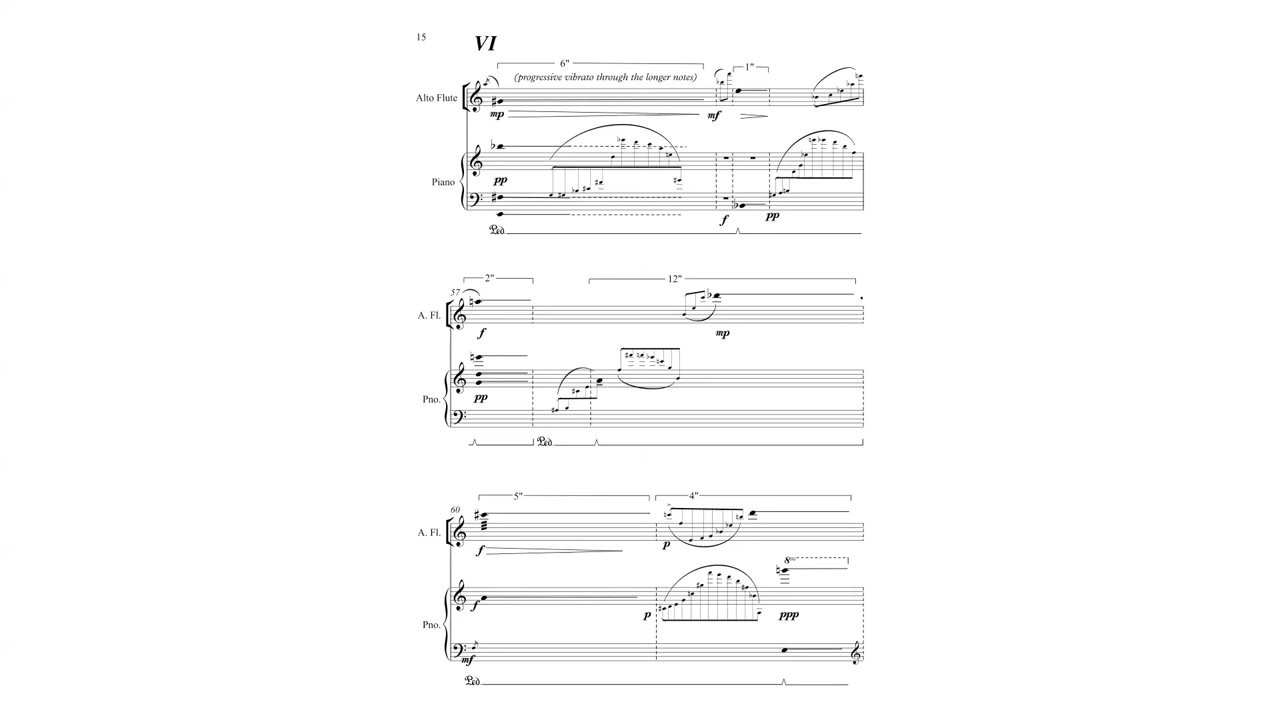 15
VI
6"
1"
(progressive vibrato through the longer notes)
Alto Flute
mp
mf
Piano
pp
f
pp
Ped
2"
12"
57
A. Fl.
f
mp
Pno.
pp
Ped
5"
4"
60
A. Fl.
f
p
8va
f
p
ppp
Pno.
mf
Ped